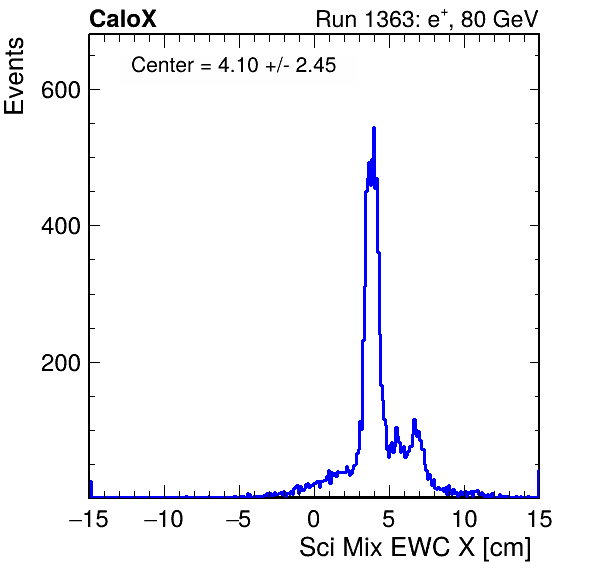 CaloX Run 1363: e⁺, 80 GeV
Center = 4.10 +/- 2.45
Events
600
400
200
−15 −10 −5 0 5 10 15
Sci Mix EWC X [cm]